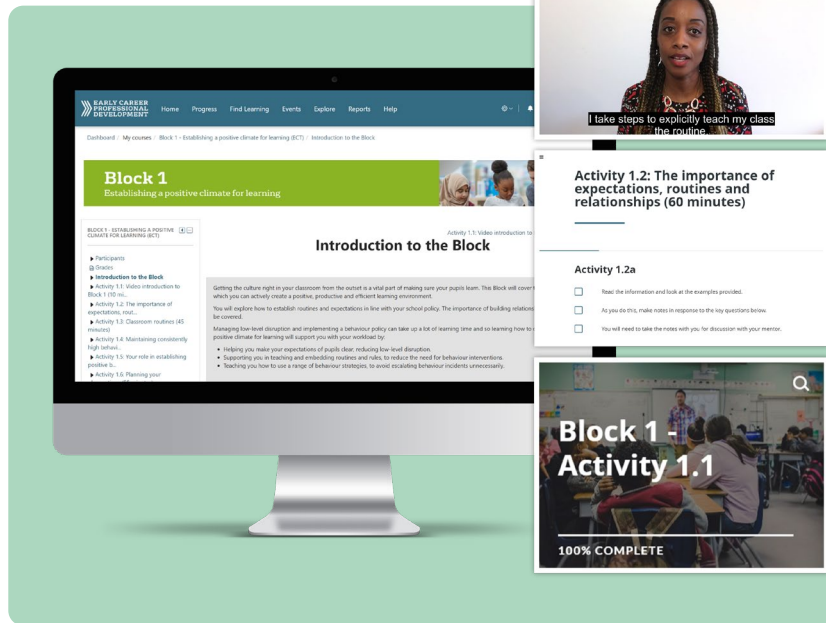 I take steps to explicitly teach my class
the routine.
EARLY CAREER
PROFESSIONAL
DEVELOPMENT
Home Progress Find Learning Events Explore Reports Help
Dashboard / My courses / Block 1 - Establishing a positive climate for learning (ECT) / Introduction to the Block
Block 1
Establishing a positive climate for learning
BLOCK 1 - ESTABLISHING A POSITIVE
CLIMATE FOR LEARNING (ECT)
Participants
Grades
Introduction to the Block
Activity 1.1: Video introduction to
Block 1 (10 mi...
Activity 1.2: The importance of
expectations, rout...
Activity 1.3: Classroom routines (45
minutes)
Activity 1.4: Maintaining consistently
high behavi...
Activity 1.5: Your role in establishing
positive b...
Activity 1.6: Planning your
Activity 1.1: Video introduction to
Introduction to the Block
Getting the culture right in your classroom from the outset is a vital part of making sure your pupils learn. This Block will cover
which you can actively create a positive, productive and efficient learning environment.
You will explore how to establish routines and expectations in line with your school policy. The importance of building
be covered.
Managing low-level disruption and implementing a behaviour policy can take up a lot of learning time and so learning how to
positive climate for learning will support you with your workload by:
• Helping you make your expectations of pupils clear, reducing low-level disruption.
• Supporting you in teaching and embedding routines and rules, to reduce the need for behaviour interventions.
• Teaching you how to use a range of behaviour strategies, to avoid escalating behaviour incidents unnecessarily.
Activity 1.2: The importance of
expectations, routines and
relationships (60 minutes)
Activity 1.2a
Read the information and look at the examples provided.
As you do this, make notes in response to the key questions below.
You will need to take the notes with you for discussion with your mentor.
Block 1 -
Activity 1.1
100% COMPLETE